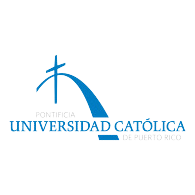 PONTIFICIA
UNIVERSIDAD CATÓLICA
DE PUERTO RICO